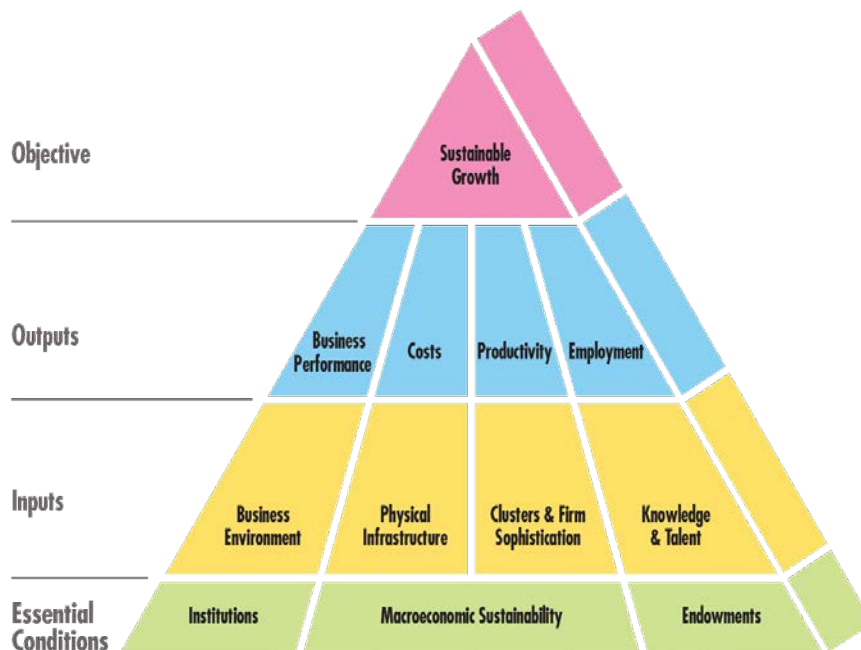 Objective
Sustainable
Growth
Outputs
Business
Performance
Costs
Productivity
Employment
Inputs
Business
Environment
Physical
Infrastructure
Clusters & Firm
Sophistication
Knowledge
& Talent
Essential
Conditions
Institutions
Macroeconomic Sustainability
Endowments